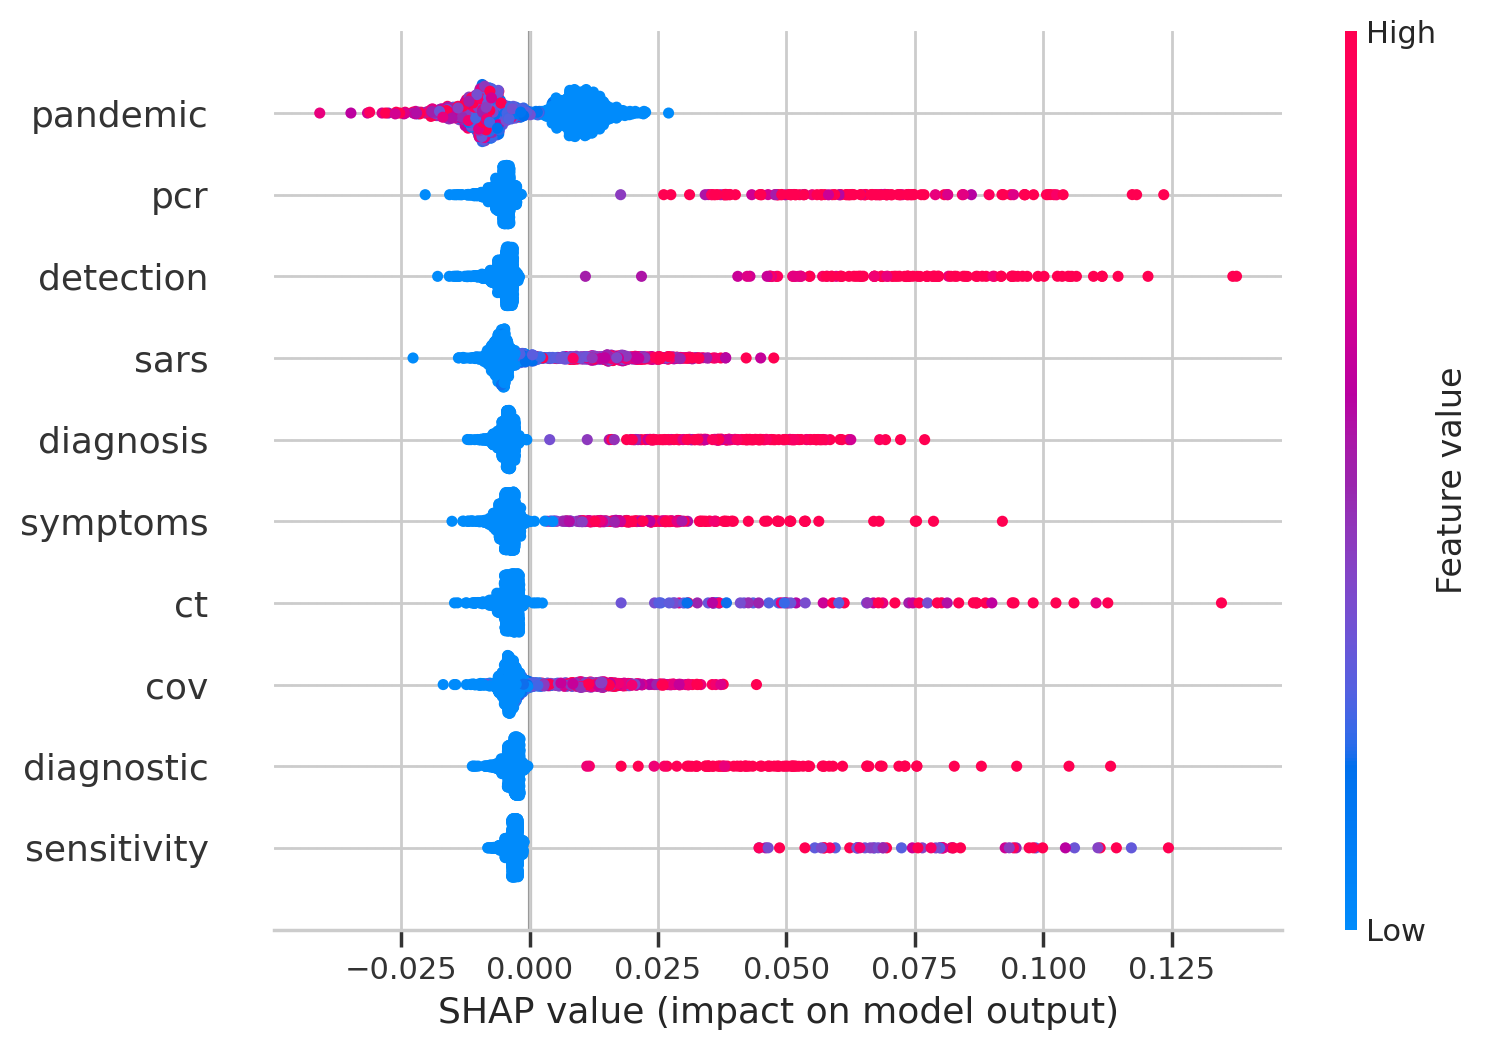 High
pandemic
pcr
detection
sars
diagnosis
symptoms
ct
cov
diagnostic
sensitivity
Feature value
Low
−0.025 0.000 0.025 0.050 0.075 0.100 0.125
SHAP value (impact on model output)